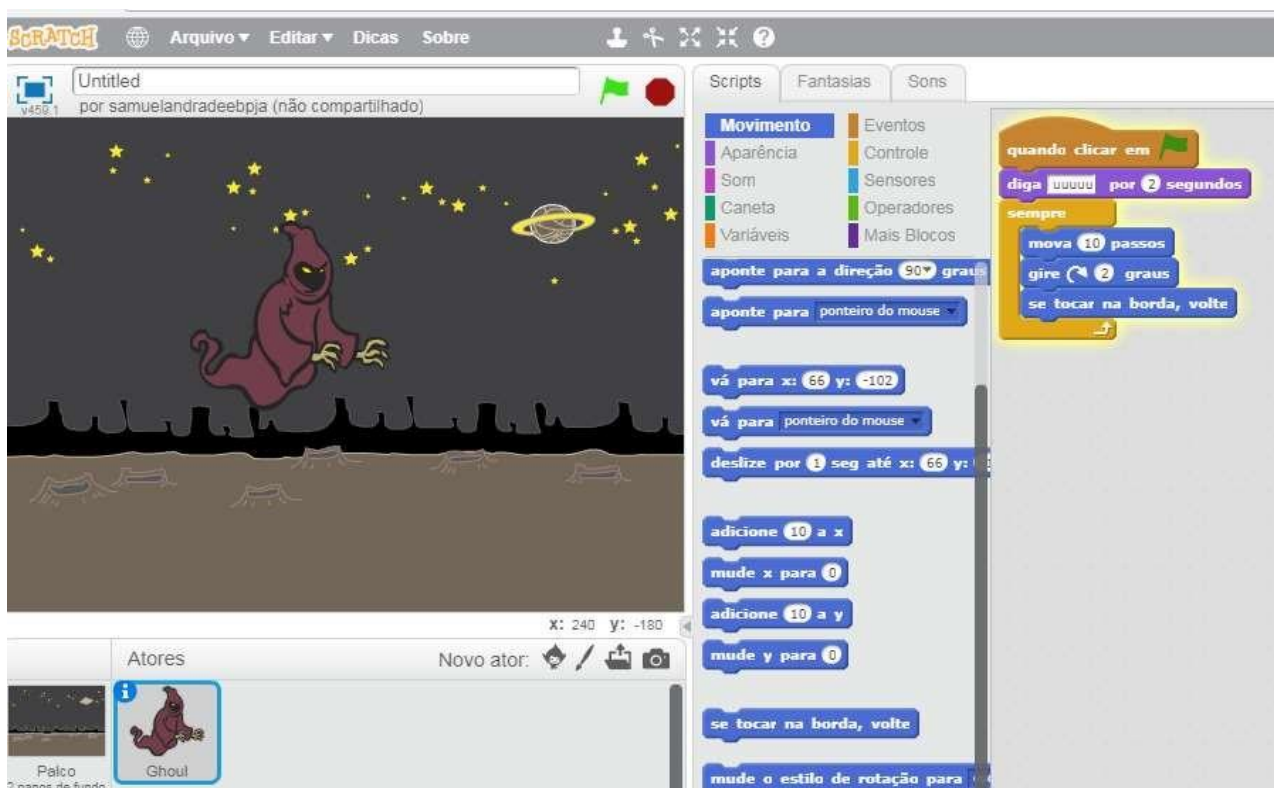 SCRATCH Arquivo Editar Dicas Sobre
Untitled
por samuelandradeebpja (não compartilhado)
v459.1
Scripts Fantasias Sons
Movimento Eventos
Aparência Controle
Som Sensores
Caneta Operadores
Variáveis Mais Blocos
aponte para a direção 90 graus
aponte para ponteiro do mouse
vá para x: 66 y: -102
vá para ponteiro do mouse
deslize por 1 seg até x: 66 y:
adicione 10 a x
mude x para 0
adicione 10 a y
mude y para 0
se tocar na borda, volte
mude o estilo de rotação para
quando clicar em
diga uuuuu por 2 segundos
sempre
mova 10 passos
gire 2 graus
se tocar na borda, volte
x: 240 y: -180
Atores Novo ator:
Palco
2 panos de fundo
Ghoul